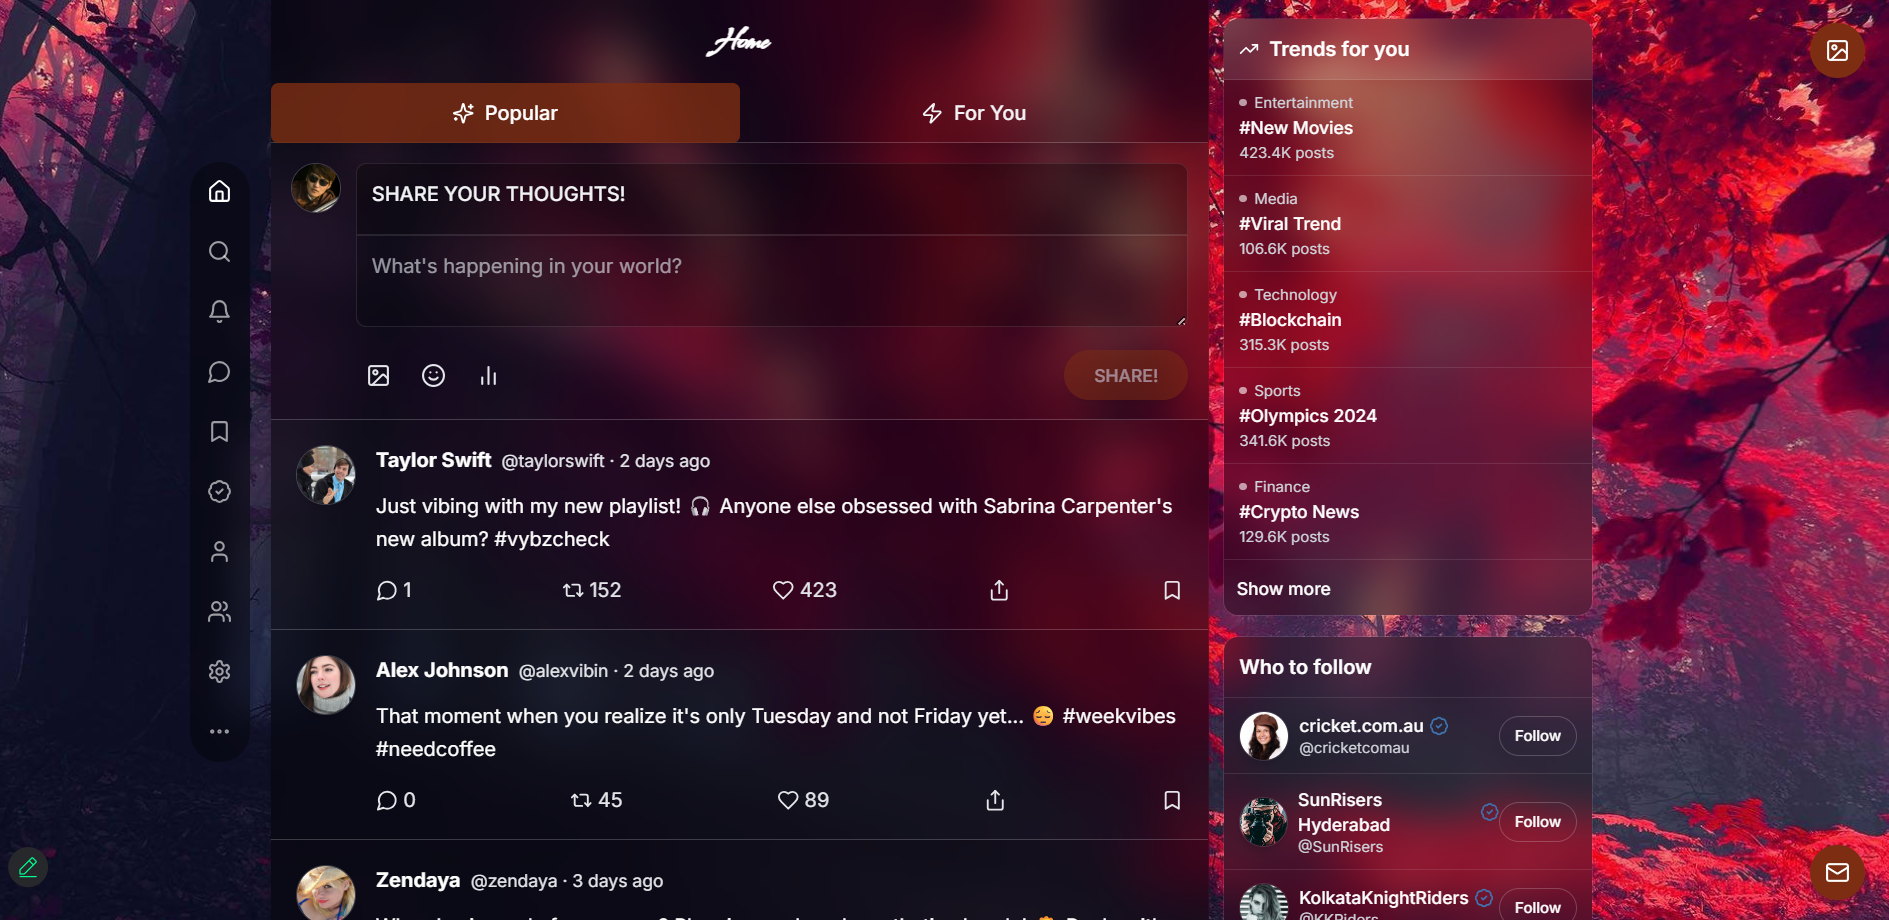 Home
Popular
For You
SHARE YOUR THOUGHTS!
What's happening in your world?
SHARE!
Taylor Swift @taylorswift · 2 days ago
Just vibing with my new playlist! 🎧 Anyone else obsessed with Sabrina Carpenter's
new album? #vybzcheck
1 152 423
Alex Johnson @alexvibin · 2 days ago
That moment when you realize it's only Tuesday and not Friday yet... 😔 #weekvibes
#needcoffee
0 45 89
Zendaya @zendaya · 3 days ago
Trends for you
Entertainment
#New Movies
423.4K posts
Media
#Viral Trend
106.6K posts
Technology
#Blockchain
315.3K posts
Sports
#Olympics 2024
341.6K posts
Finance
#Crypto News
129.6K posts
Show more
Who to follow
cricket.com.au
@cricketcomau
Follow
SunRisers
Hyderabad
@SunRisers
Follow
KolkataKnightRiders
@KKRiders
Follow